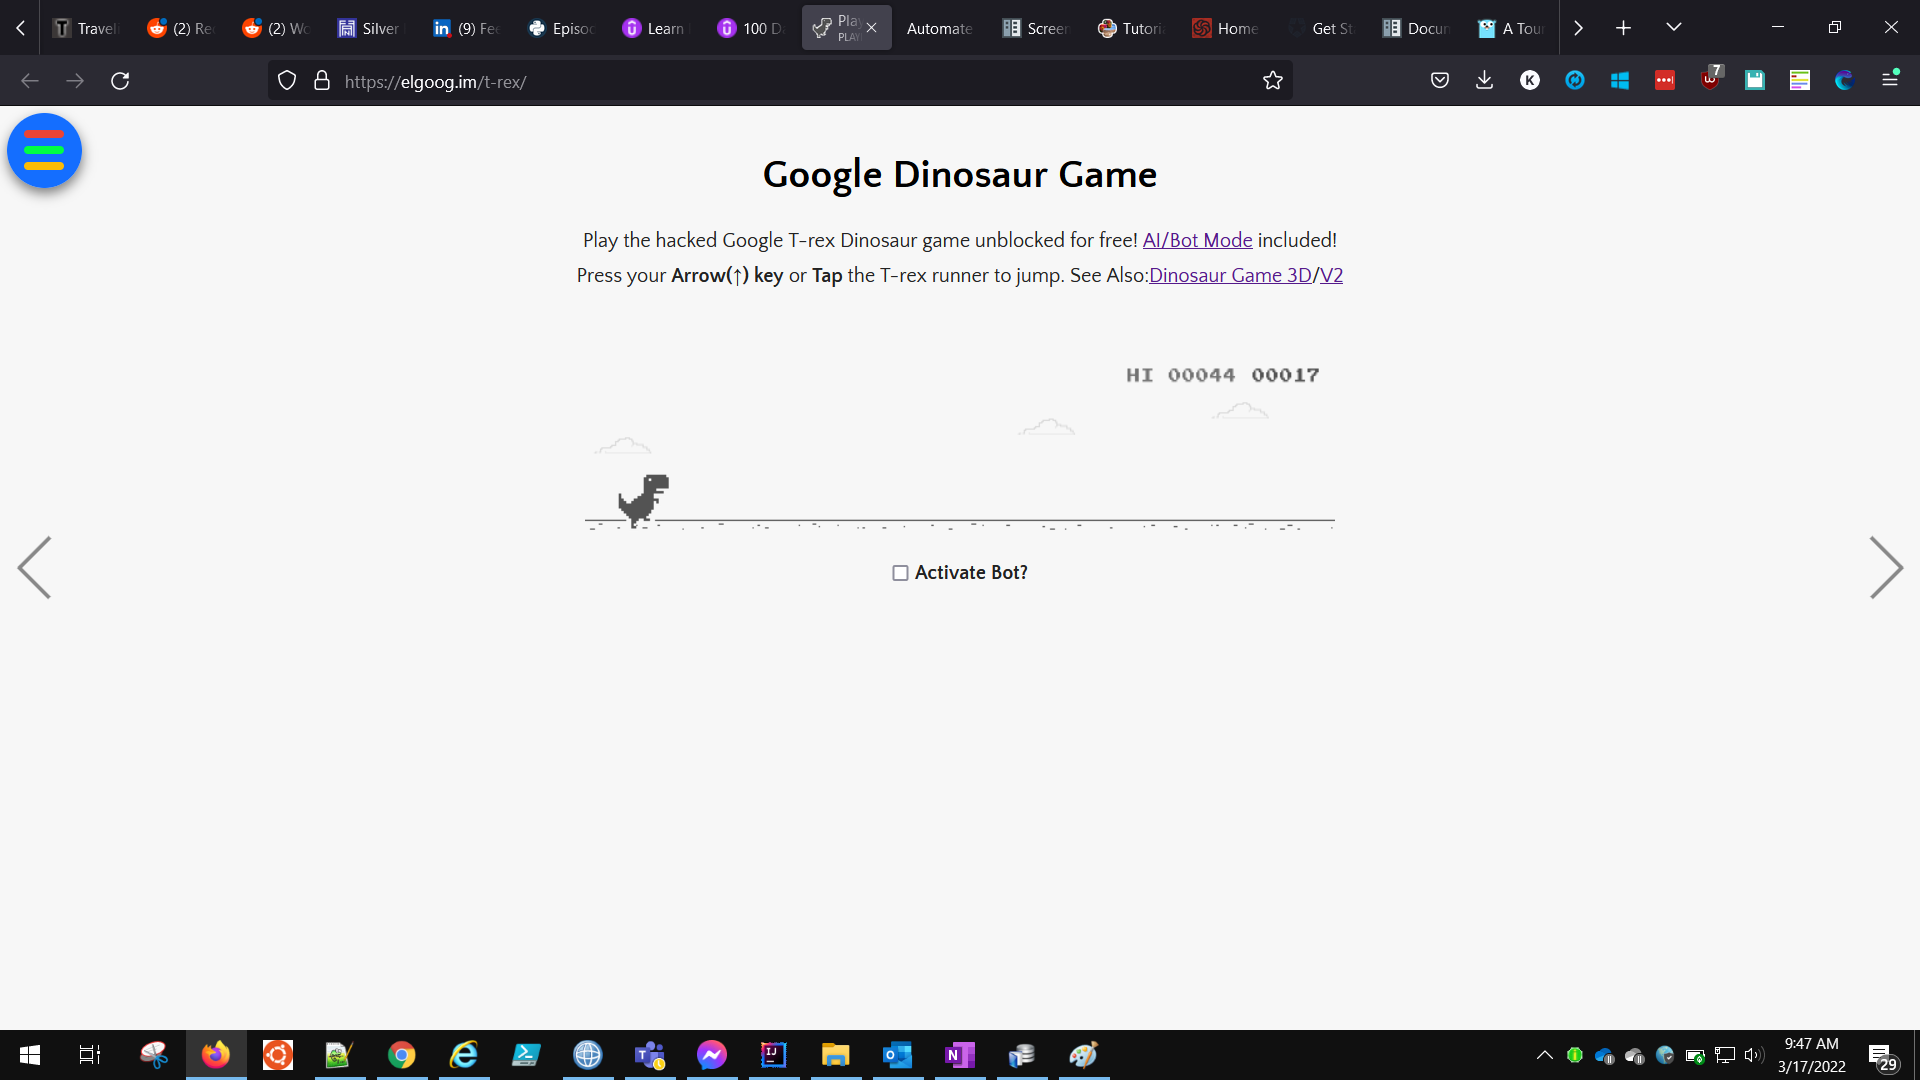 Traveli
(2) Re
(2) Wo
Silver
(9) Fee
Episoc
Learn
100 D
Play
PLAY
Automate
Screen
Tutoria
Home
Get St
Docum
A Tour
https://elgoog.im/t-rex/
7
Google Dinosaur Game
Play the hacked Google T-rex Dinosaur game unblocked for free! AI/Bot Mode included!
Press your Arrow(↑) key or Tap the T-rex runner to jump. See Also:Dinosaur Game 3D/V2
HI 00044 00017
Activate Bot?
9:47 AM
3/17/2022
29